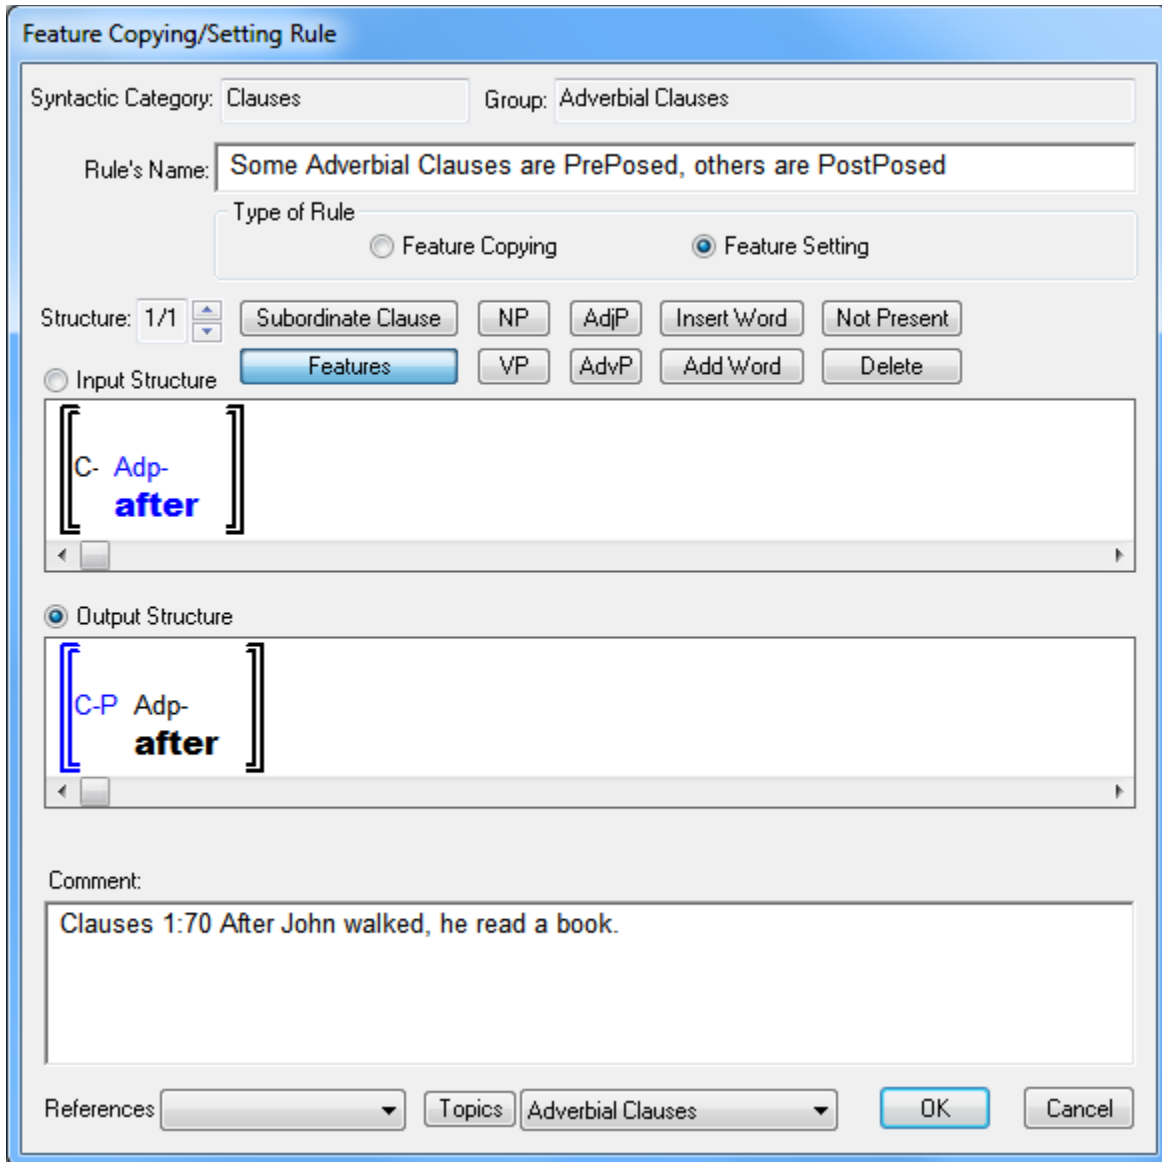 Feature Copying/Setting Rule
Syntactic Category: Clauses Group: Adverbial Clauses
Rule's Name: Some Adverbial Clauses are PrePosed, others are PostPosed
Type of Rule
Feature Copying Feature Setting
Structure: 1/1 Subordinate Clause NP AdjP Insert Word Not Present
Features VP AdvP Add Word Delete
Input Structure
C- Adp-
after
Output Structure
C-P Adp-
after
Comment:
Clauses 1:70 After John walked, he read a book.
References Topics Adverbial Clauses OK Cancel